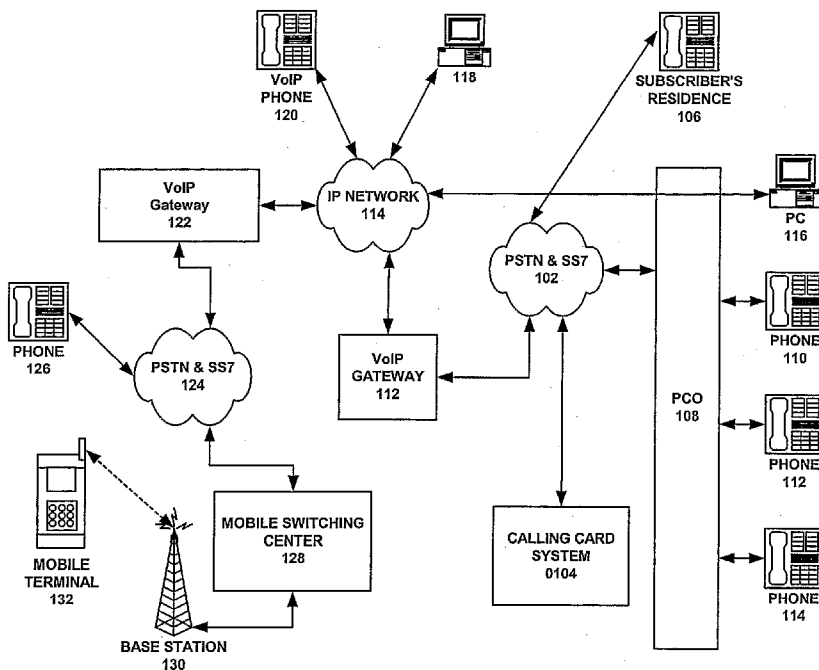 VoIP
PHONE
120
118
SUBSCRIBER'S
RESIDENCE
106
VoIP
Gateway
122
IP NETWORK
114
PC
116
PSTN & SS7
102
PHONE
110
PHONE
126
PSTN & SS7
124
VoIP
GATEWAY
112
PCO
108
PHONE
112
MOBILE
TERMINAL
132
MOBILE SWITCHING
CENTER
128
CALLING CARD
SYSTEM
0104
PHONE
114
BASE STATION
130